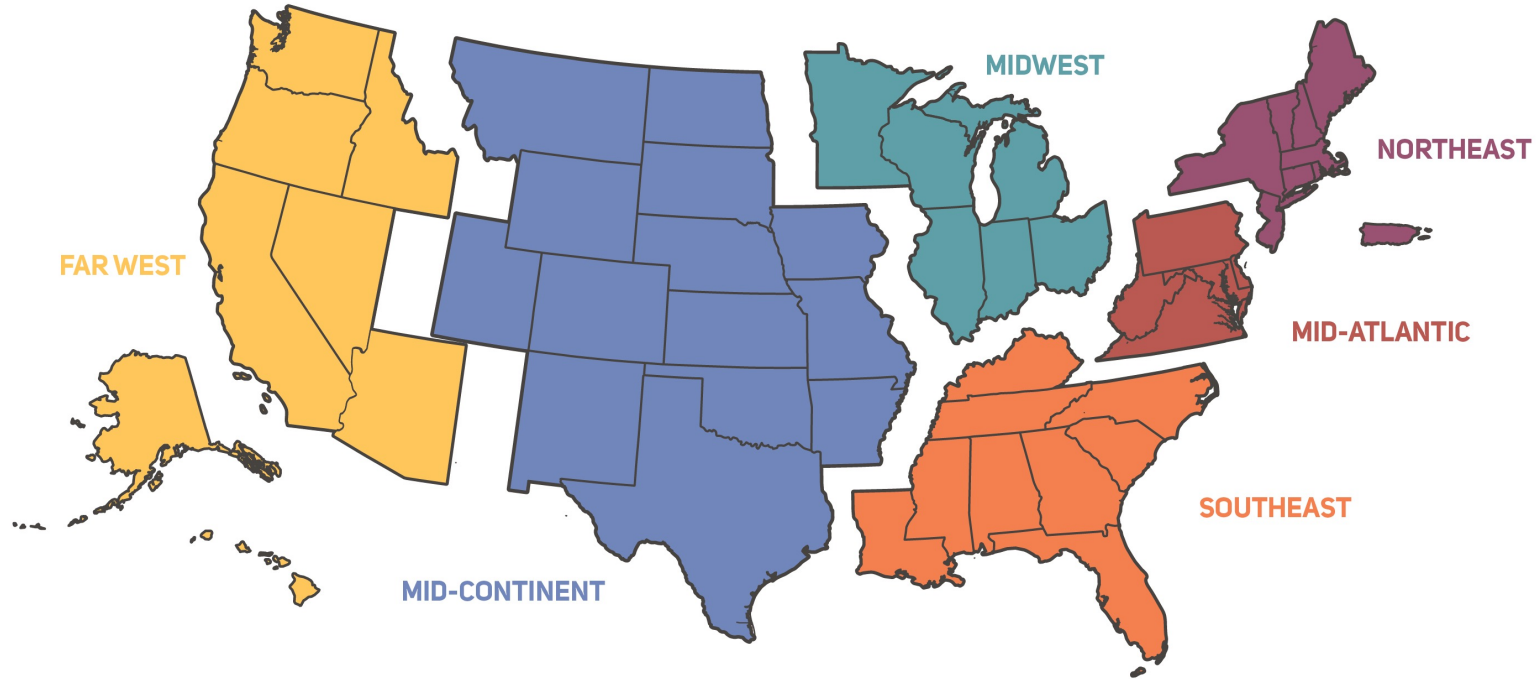 MIDWEST
NORTHEAST
FAR WEST
MID-ATLANTIC
SOUTHEAST
MID-CONTINENT